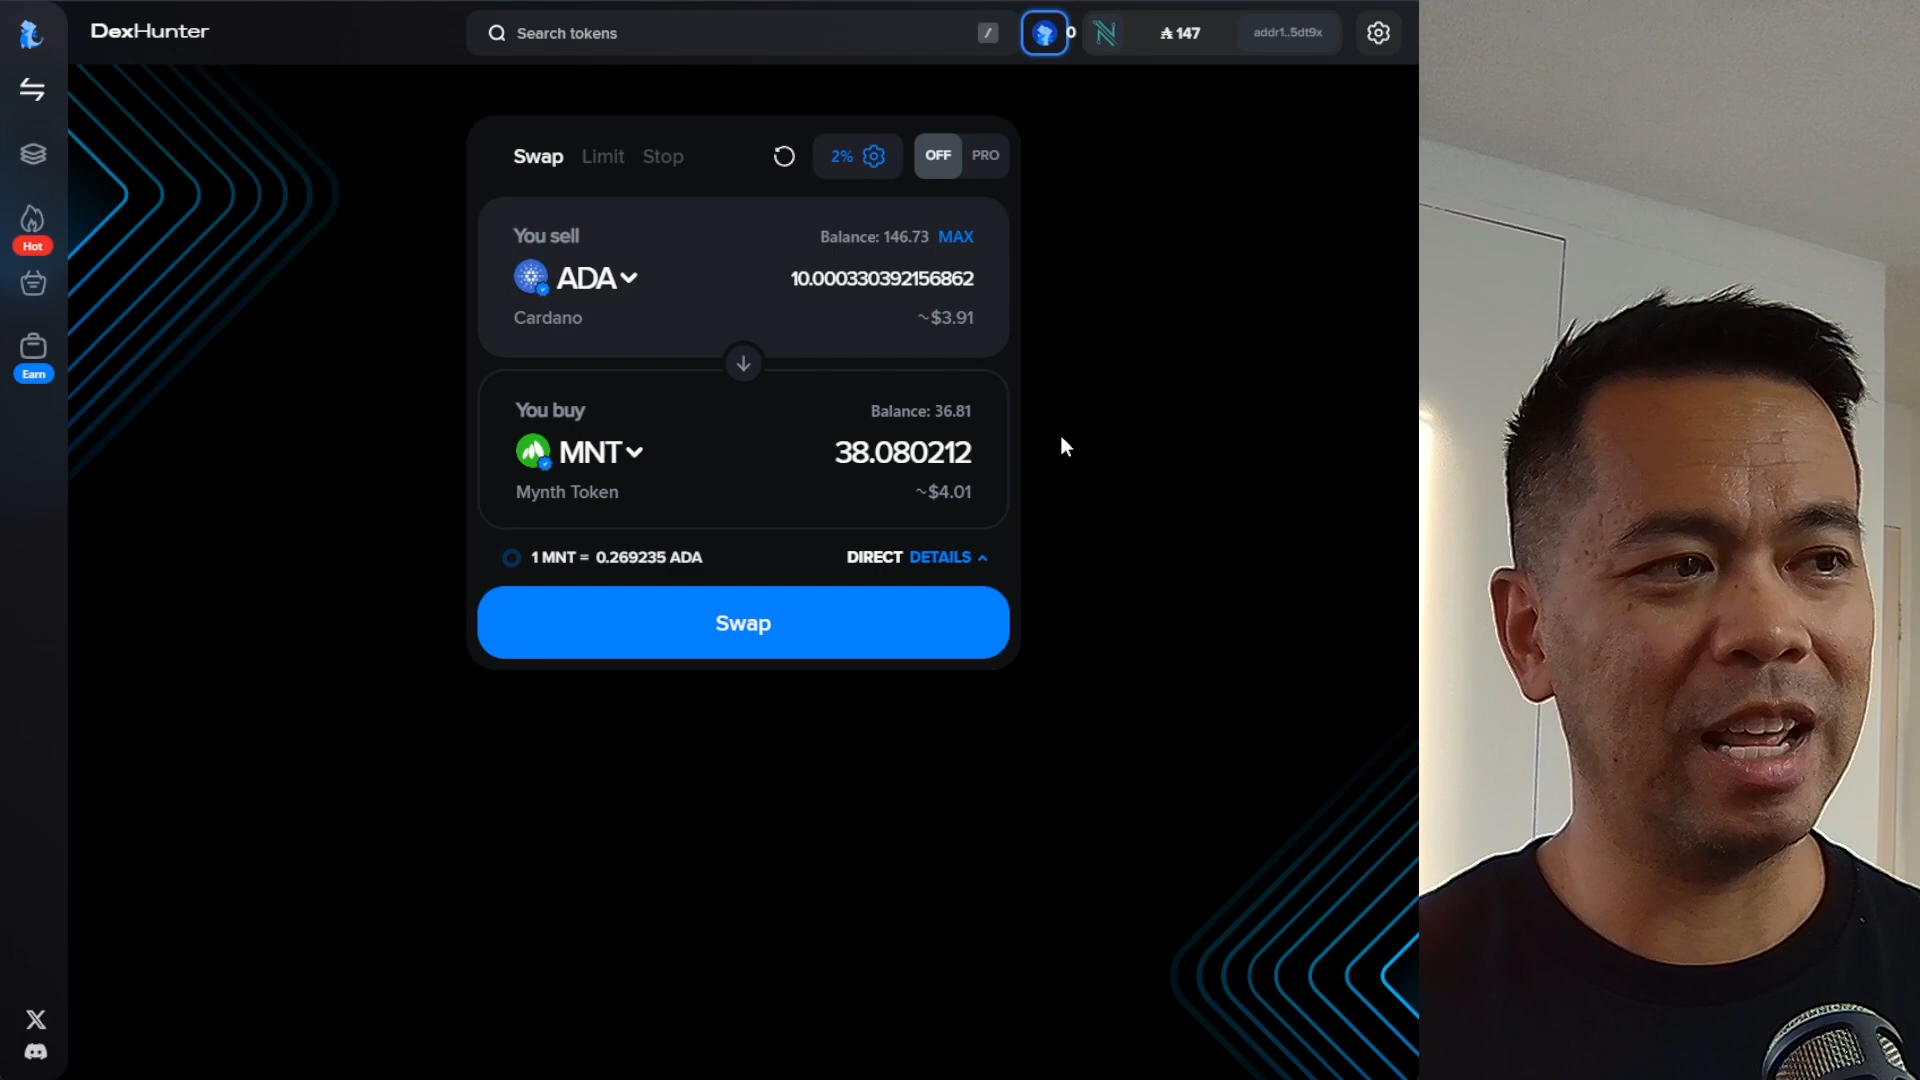 DexHunter
Search tokens
/
0
₳ 147
addr1..5dt9x
Hot
Earn
Swap Limit Stop
2%
OFF PRO
You sell
Balance: 146.73 MAX
ADA
10.000330392156862
Cardano
~$3.91
You buy
Balance: 36.81
MNT
38.080212
Mynth Token
~$4.01
1 MNT = 0.269235 ADA
DIRECT DETAILS
Swap